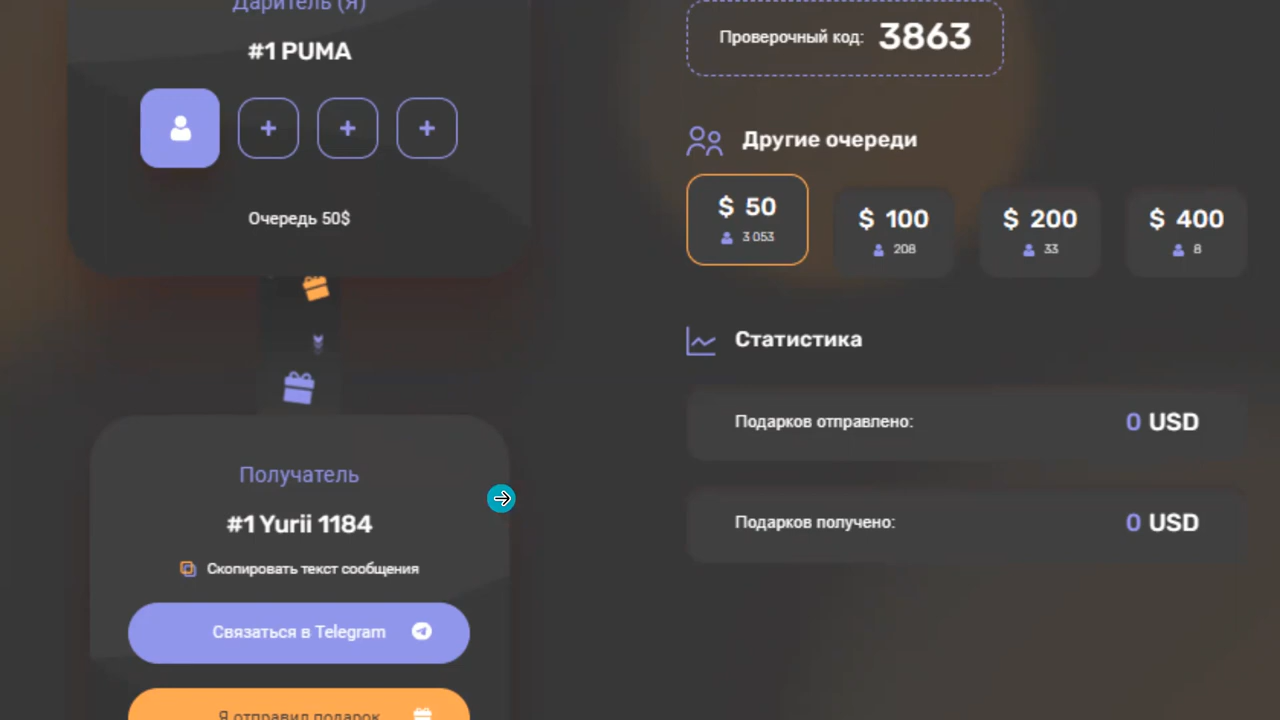 Даритель (Я)
#1 PUMA
Очередь 50$
Получатель
#1 Yurii 1184
Скопировать текст сообщения
Связаться в Telegram
Я отправил подарок
Проверочный код: 3863
Другие очереди
$ 50
3 053
$ 100
208
$ 200
33
$ 400
8
Статистика
Подарков отправлено: 0 USD
Подарков получено: 0 USD